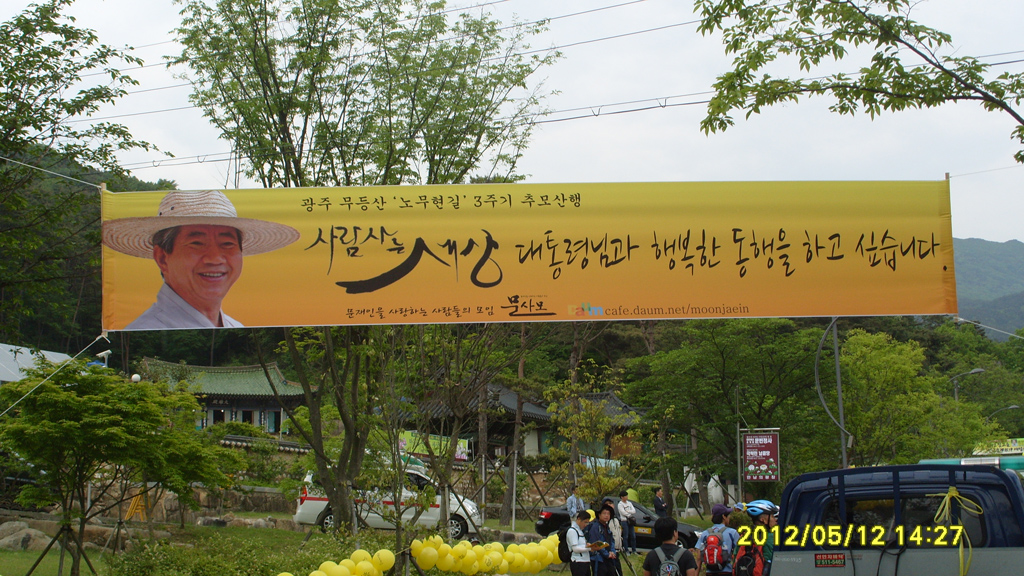 광주 무등산 '노무현길' 3주기 추모산행
사람사는 세상 대통령님과 행복한 동행을 하고 싶습니다.
문재인을 사랑하는 사람들의 모임 문사모 cafe.daum.net/moonjaein
2012/05/12 14:27